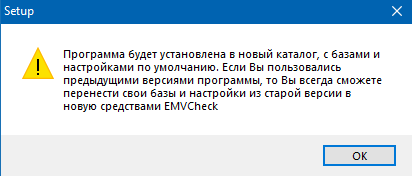 Setup
Программа будет установлена в новый каталог, с базами и
настройками по умолчанию. Если Вы пользовались
предыдущими версиями программы, то Вы всегда сможете
перенести свои базы и настройки из старой версии в
новую средствами EMVCheck
OK